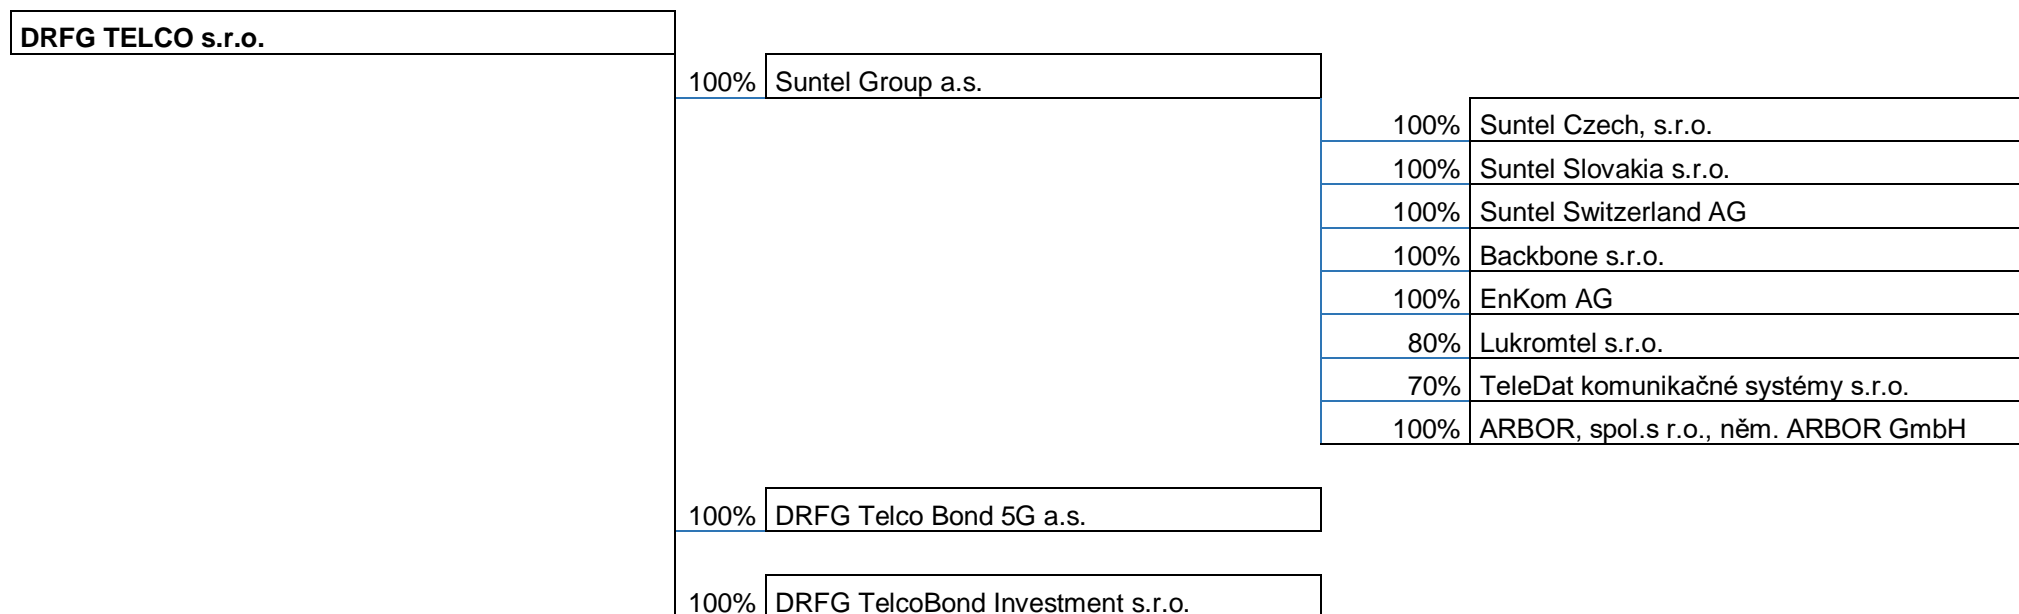 DRFG TELCO s.r.o.
100% Suntel Group a.s.
100% Suntel Czech, s.r.o.
100% Suntel Slovakia s.r.o.
100% Suntel Switzerland AG
100% Backbone s.r.o.
100% EnKom AG
80% Lukromtel s.r.o.
70% TeleDat komunikačné systémy s.r.o.
100% ARBOR, spol.s r.o., něm. ARBOR GmbH
100% DRFG Telco Bond 5G a.s.
100% DRFG TelcoBond Investment s.r.o.